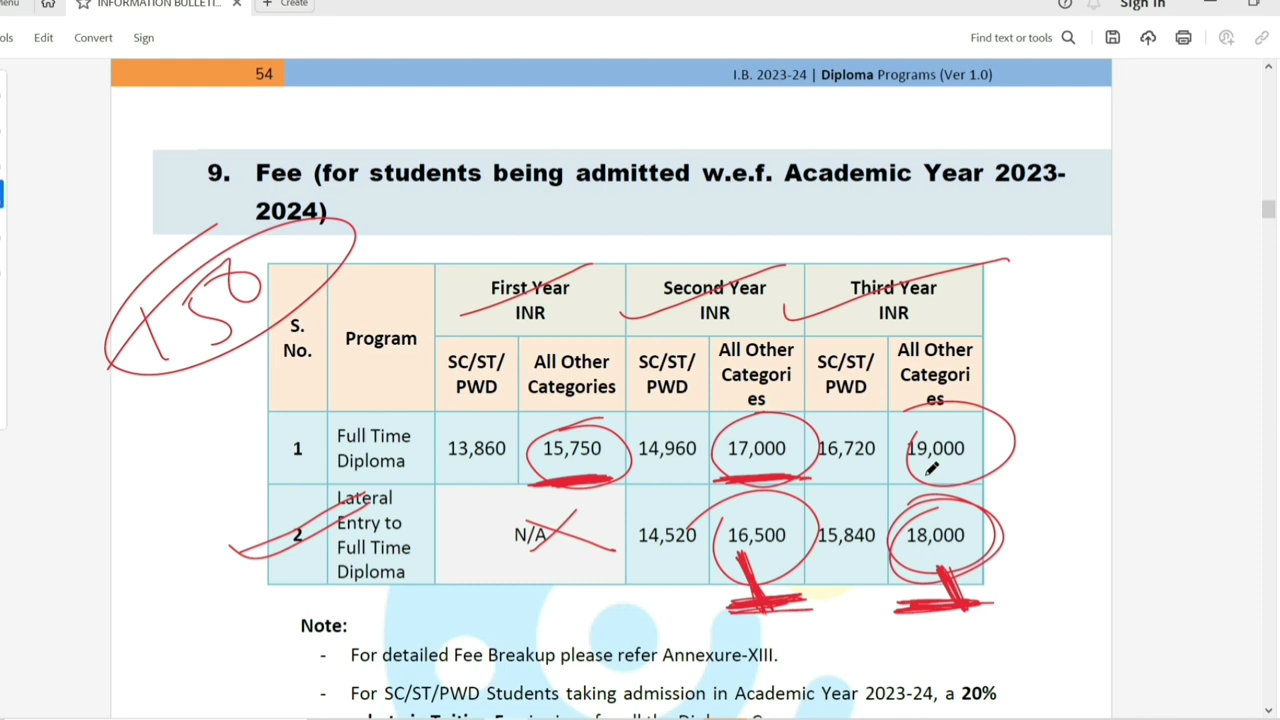 INFORMATION BULLETI...
Create
Sign in
Edit Convert Sign
Find text or tools
54
I.B. 2023-24 | Diploma Programs (Ver 1.0)
9. Fee (for students being admitted w.e.f. Academic Year 2023-
2024)
S.
No.
Program
First Year
INR
Second Year
INR
Third Year
INR
SC/ST/
PWD
All Other
Categories
SC/ST/
PWD
All Other
Categori
es
SC/ST/
PWD
All Other
Categori
es
1
Full Time
Diploma
13,860 15,750 14,960 17,000 16,720 19,000
2
Lateral
Entry to
Full Time
Diploma
N/A 14,520 16,500 15,840 18,000
Note:
- For detailed Fee Breakup please refer Annexure-XIII.
- For SC/ST/PWD Students taking admission in Academic Year 2023-24, a 20%